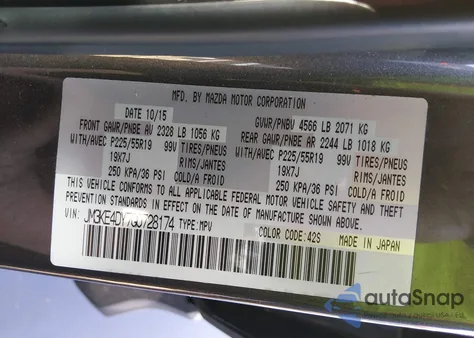 MFD. BY MAZDA MOTOR CORPORATION
DATE 10/15 GVWR/PNBV 4566 LB 2071 KG
FRONT GAWR/PNBE AV 2328 LB 1056 KG REAR GAWR/PNBE AR 2244 LB 1018 KG
WITH/AVEC P225/55R19 99V TIRES/PNEUS WITH/AVEC P225/55R19 99V TIRES/PNEUS
19X7J RIMS/JANTES 19X7J RIMS/JANTES
250 KPA/36 PSI COLD/A FROID 250 KPA/36 PSI COLD/A FROID
THIS VEHICLE CONFORMS TO ALL APPLICABLE FEDERAL MOTOR VEHICLE SAFETY AND THEFT
PREVENTION STANDARDS IN EFFECT ON THE DATE OF MANUFACTURE SHOWN ABOVE.
VIN: TYPE:MPV COLOR CODE:42S MADE IN JAPAN
autoSnap